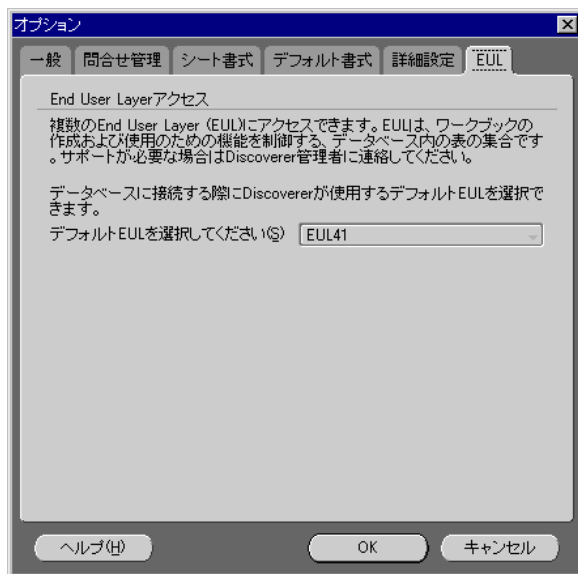 オプション
一般 問合せ管理 シート書式 デフォルト書式 詳細設定 EUL
End User Layerアクセス
複数のEnd User Layer (EUL)にアクセスできます。EULは、ワークブックの
作成および使用のための機能を制御する、データベース内の表の集合です
。サポートが必要な場合はDiscoverer管理者に連絡してください。
データベースに接続する際にDiscovererが使用するデフォルトEULを選択で
きます。
デフォルトEULを選択してください(S) EUL41
ヘルプ(H) OK キャンセル